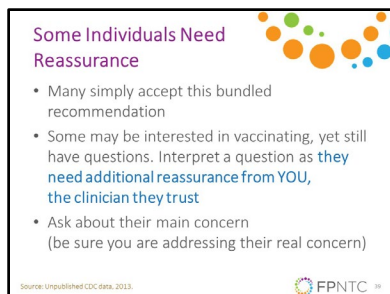 Some Individuals Need
Reassurance
• Many simply accept this bundled
recommendation
• Some may be interested in vaccinating, yet still
have questions. Interpret a question as they
need additional reassurance from YOU,
the clinician they trust
• Ask about their main concern
(be sure you are addressing their real concern)
Source: Unpublished CDC data, 2013.
FPNTC